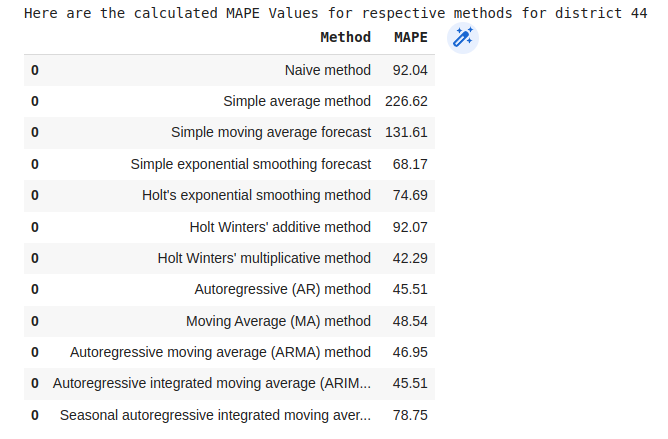 Here are the calculated MAPE Values for respective methods for district 44
Method MAPE
0 Naive method 92.04
0 Simple average method 226.62
0 Simple moving average forecast 131.61
0 Simple exponential smoothing forecast 68.17
0 Holt's exponential smoothing method 74.69
0 Holt Winters' additive method 92.07
0 Holt Winters' multiplicative method 42.29
0 Autoregressive (AR) method 45.51
0 Moving Average (MA) method 48.54
0 Autoregressive moving average (ARMA) method 46.95
0 Autoregressive integrated moving average (ARIM... 45.51
0 Seasonal autoregressive integrated moving aver... 78.75